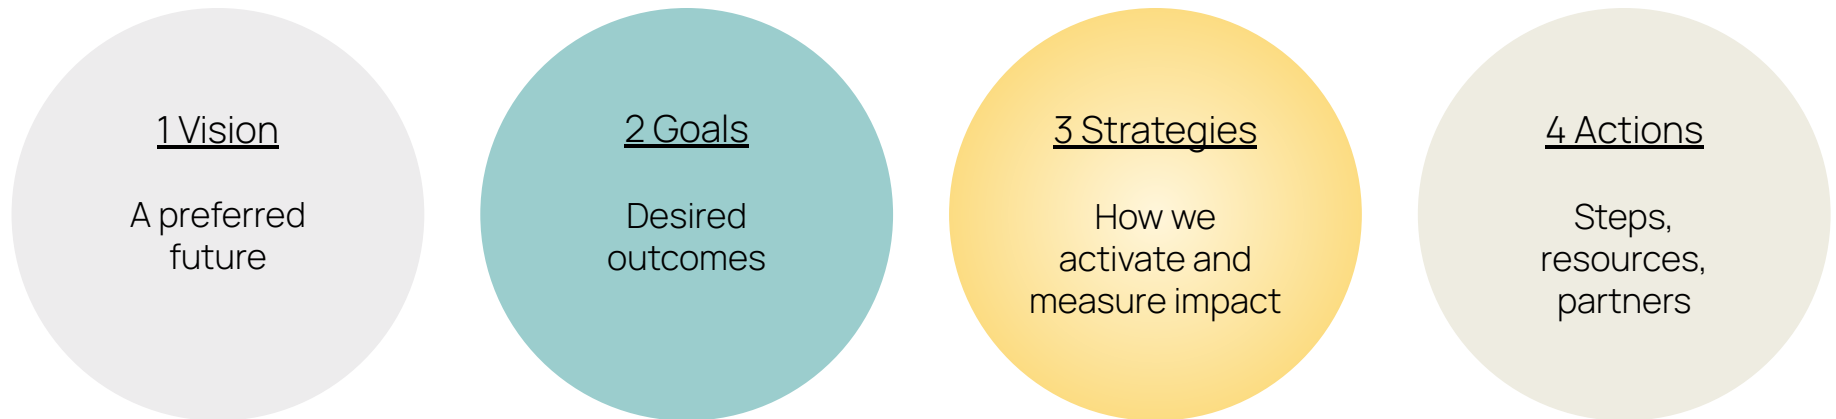 1 Vision
A preferred
future
2 Goals
Desired
outcomes
3 Strategies
How we
activate and
measure impact
4 Actions
Steps,
resources,
partners